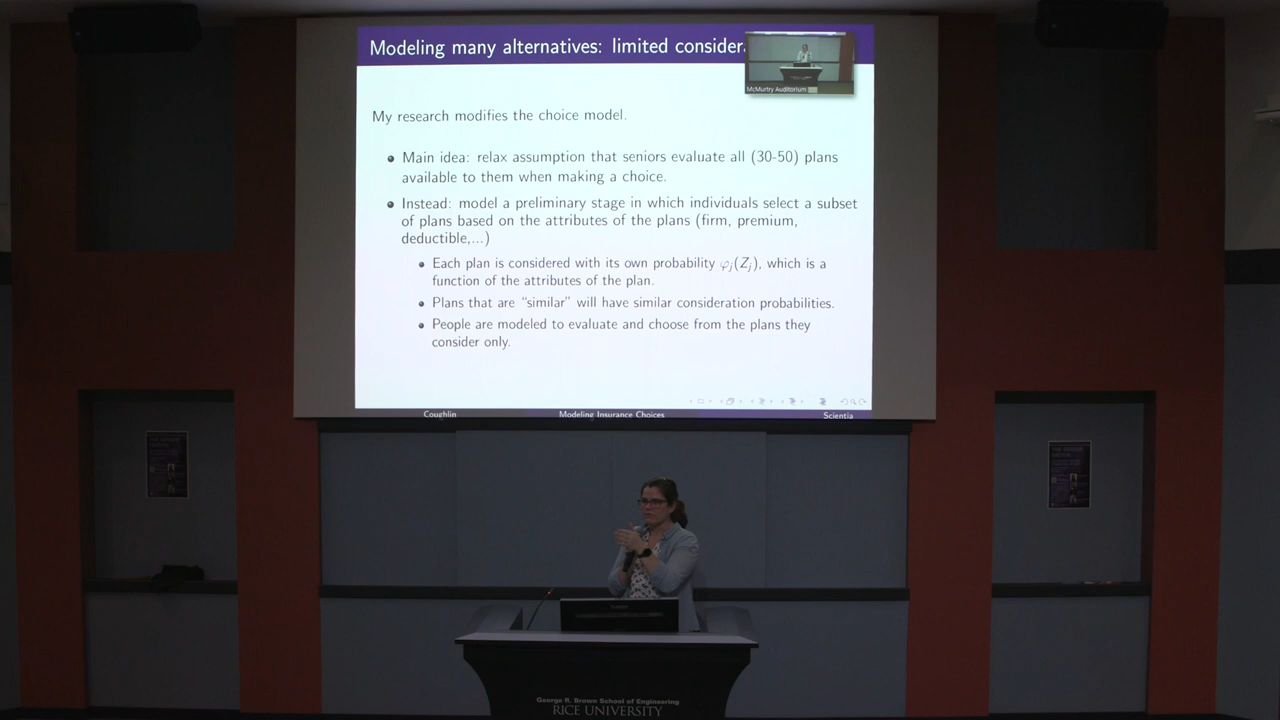 Modeling many alternatives: limited consider
McMurtry Auditorium
My research modifies the choice model.
Main idea: relax assumption that seniors evaluate all (30-50) plans
available to them when making a choice.
Instead: model a preliminary stage in which individuals select a subset
of plans based on the attributes of the plans (firm, premium,
deductible,...)
Each plan is considered with its own probability φj(Zj), which is a
function of the attributes of the plan.
Plans that are "similar" will have similar consideration probabilities.
People are modeled to evaluate and choose from the plans they
consider only.
Coughlin Modeling Insurance Choices Scientia
George R. Brown School of Engineering
RICE UNIVERSITY